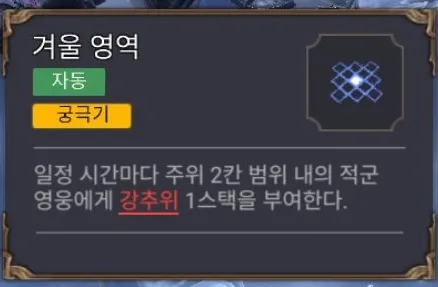 겨울 영역
자동
궁극기
일정 시간마다 주위 2칸 범위 내의 적군
영웅에게 강추위 1스택을 부여한다.